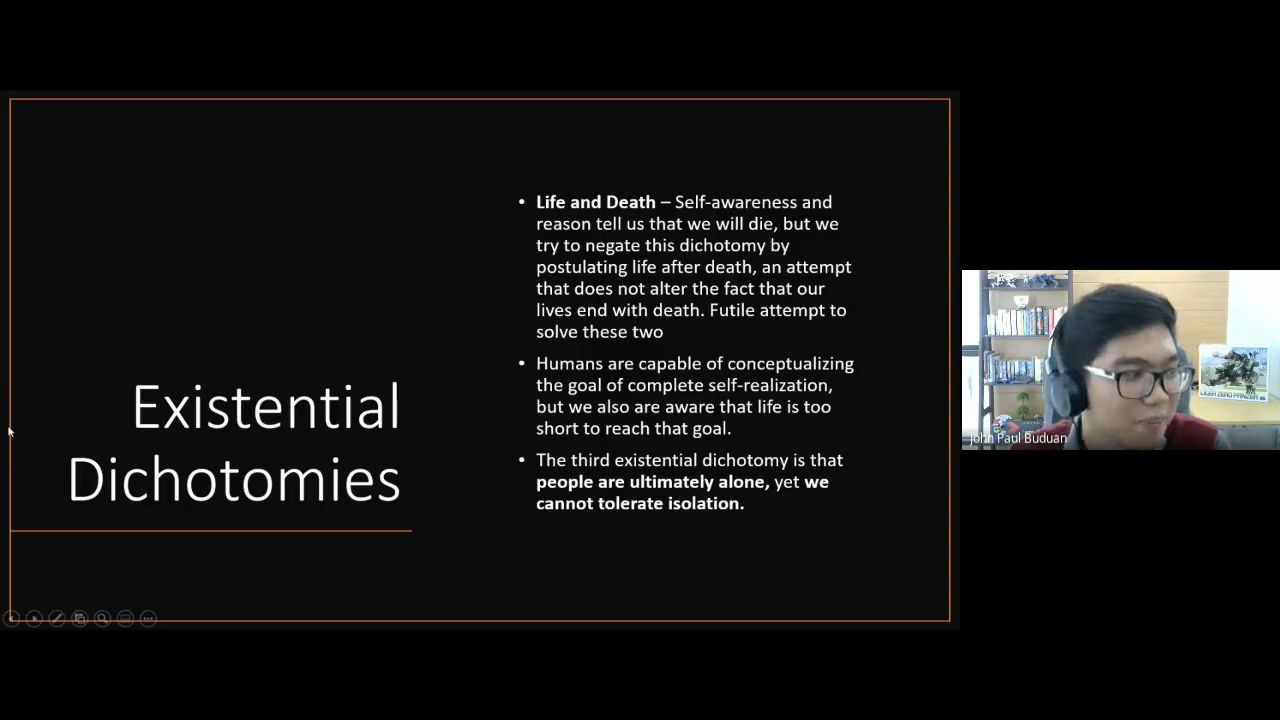 Existential
Dichotomies
• Life and Death – Self-awareness and
reason tell us that we will die, but we
try to negate this dichotomy by
postulating life after death, an attempt
that does not alter the fact that our
lives end with death. Futile attempt to
solve these two
• Humans are capable of conceptualizing
the goal of complete self-realization,
but we also are aware that life is too
short to reach that goal.
• The third existential dichotomy is that
people are ultimately alone, yet we
cannot tolerate isolation.
John Paul Buduan
LIGER ZERO PANZER